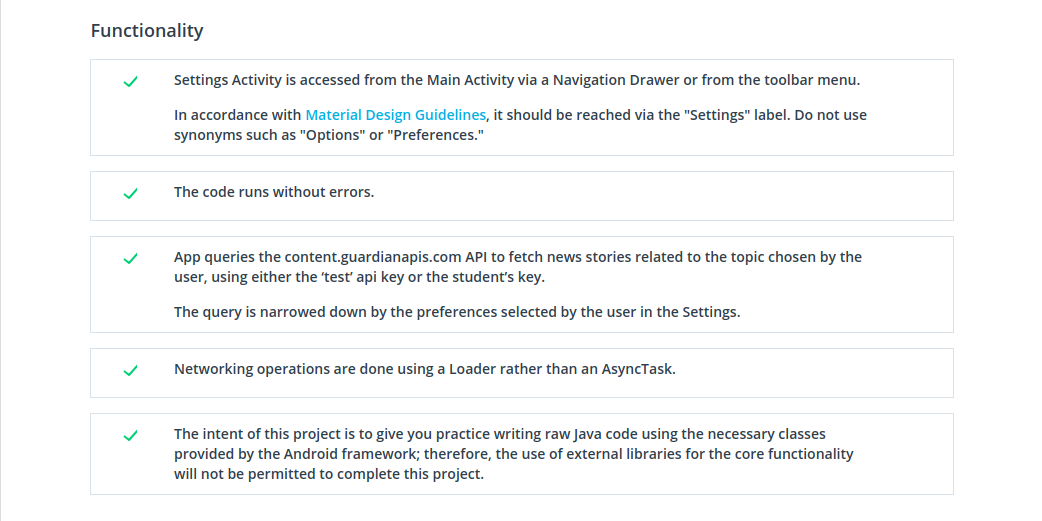 Functionality
Settings Activity is accessed from the Main Activity via a Navigation Drawer or from the toolbar menu.
In accordance with Material Design Guidelines, it should be reached via the "Settings" label. Do not use
synonyms such as "Options" or "Preferences."
The code runs without errors.
App queries the content.guardianapis.com API to fetch news stories related to the topic chosen by the
user, using either the ‘test’ api key or the student’s key.
The query is narrowed down by the preferences selected by the user in the Settings.
Networking operations are done using a Loader rather than an AsyncTask.
The intent of this project is to give you practice writing raw Java code using the necessary classes
provided by the Android framework; therefore, the use of external libraries for the core functionality
will not be permitted to complete this project.